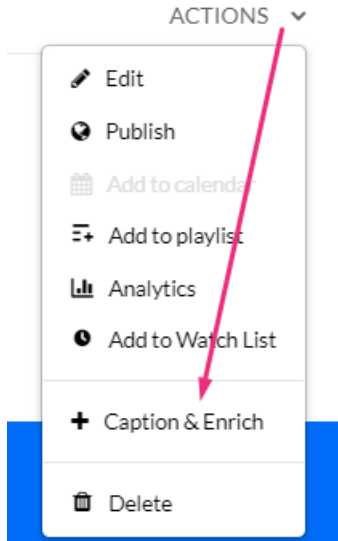 ACTIONS
Edit
Publish
Add to calendar
Add to playlist
Analytics
Add to Watch List
Caption & Enrich
Delete